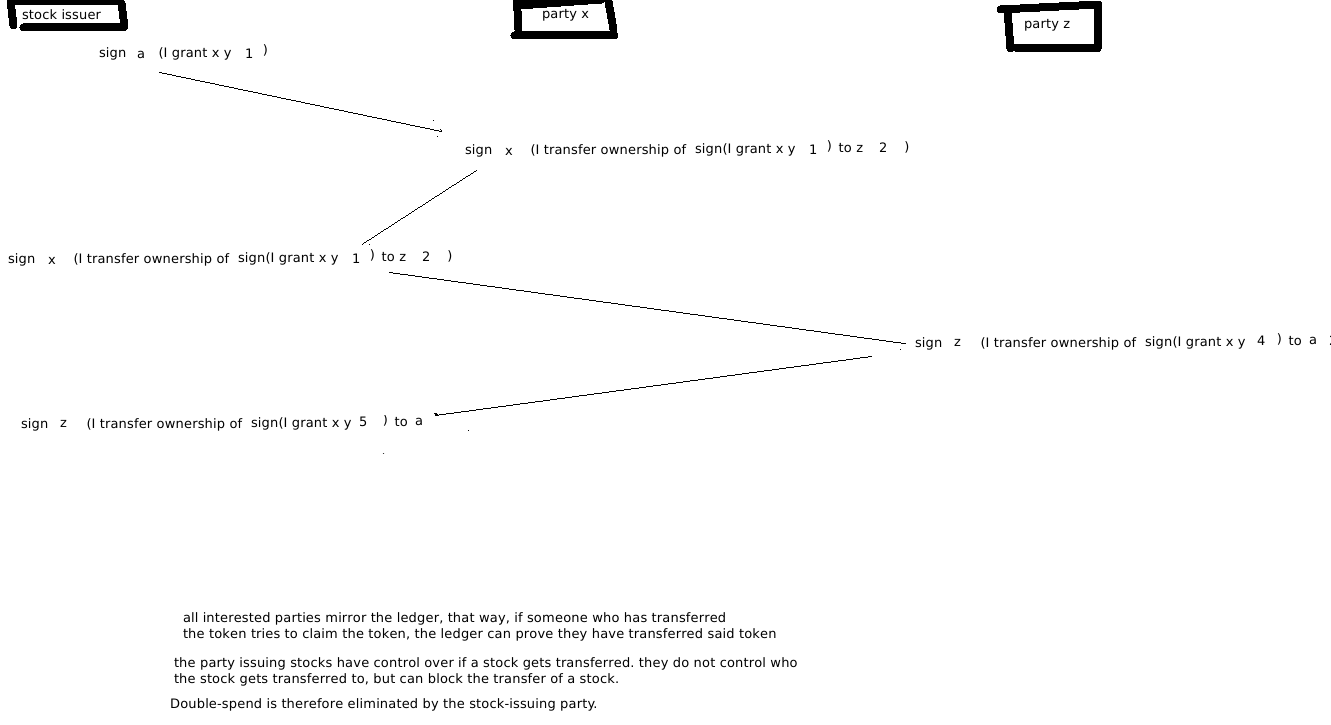 stock issuer
party x
party z
sign a (I grant x y 1 )
sign x (I transfer ownership of sign(I grant x y 1 ) to z 2 )
sign x (I transfer ownership of sign(I grant x y 1 ) to z 2 )
sign z (I transfer ownership of sign(I grant x y 4 ) to a
sign z (I transfer ownership of sign(I grant x y 5 ) to a
all interested parties mirror the ledger, that way, if someone who has transferred
the token tries to claim the token, the ledger can prove they have transferred said token
the party issuing stocks have control over if a stock gets transferred. they do not control who
the stock gets transferred to, but can block the transfer of a stock.
Double-spend is therefore eliminated by the stock-issuing party.